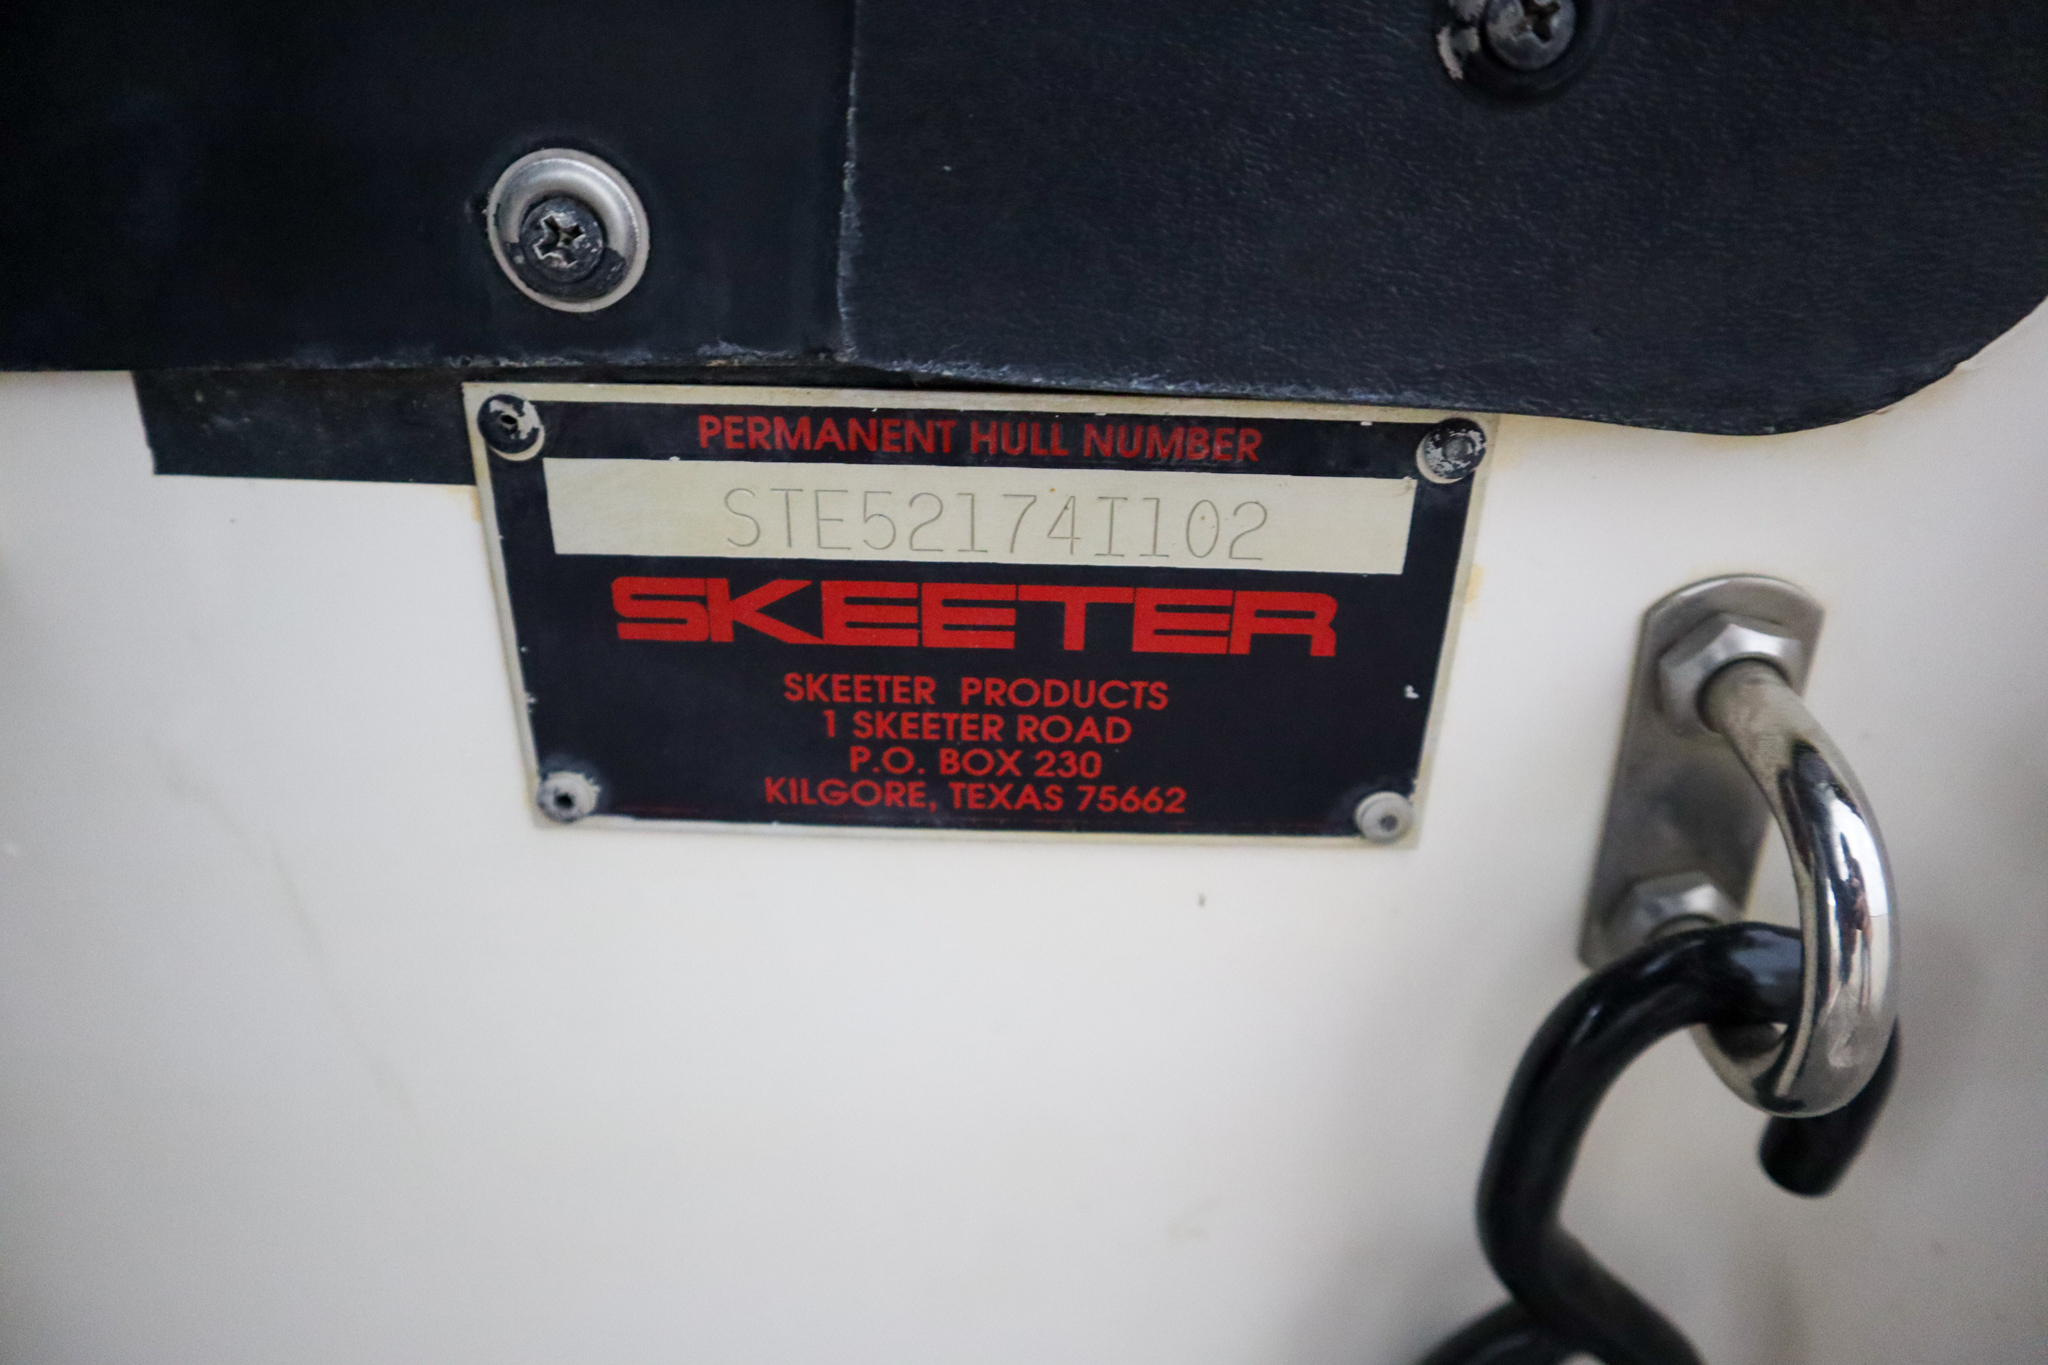 PERMANENT HULL NUMBER
STE52174I102
SKEETER
SKEETER PRODUCTS
1 SKEETER ROAD
P.O. BOX 230
KILGORE, TEXAS 75662